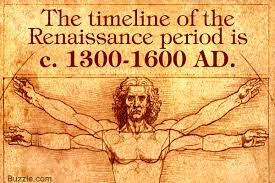 The timeline of the
Renaissance period is
c. 1300-1600 AD.
Buzzle.com